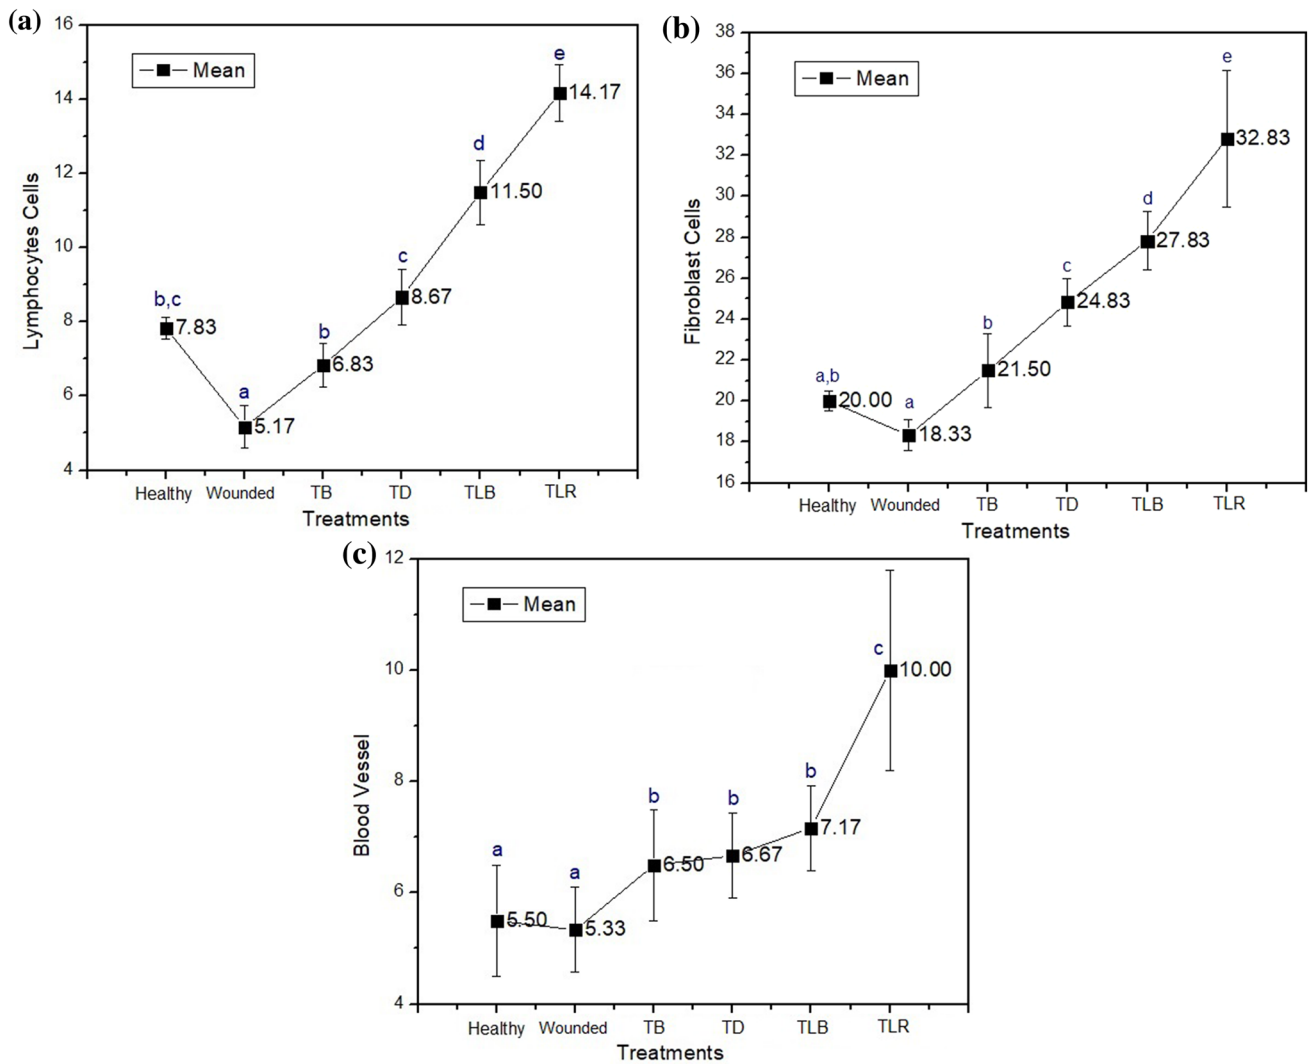 (a)
16
14
12
10
8
6
4
Lymphocytes Cells
Mean
b,c
7.83
a
5.17
b
6.83
c
8.67
d
11.50
e
14.17
Healthy Wounded TB TD TLB TLR
Treatments
(b)
38
36
34
32
30
28
26
24
22
20
18
16
Fibroblast Cells
Mean
a,b
20.00
a
18.33
b
21.50
c
24.83
d
27.83
e
32.83
Healthy Wounded TB TD TLB TLR
Treatments
(c)
12
10
8
6
4
Blood Vessel
Mean
a
5.50
a
5.33
b
6.50
b
6.67
b
7.17
c
10.00
Healthy Wounded TB TD TLB TLR
Treatments